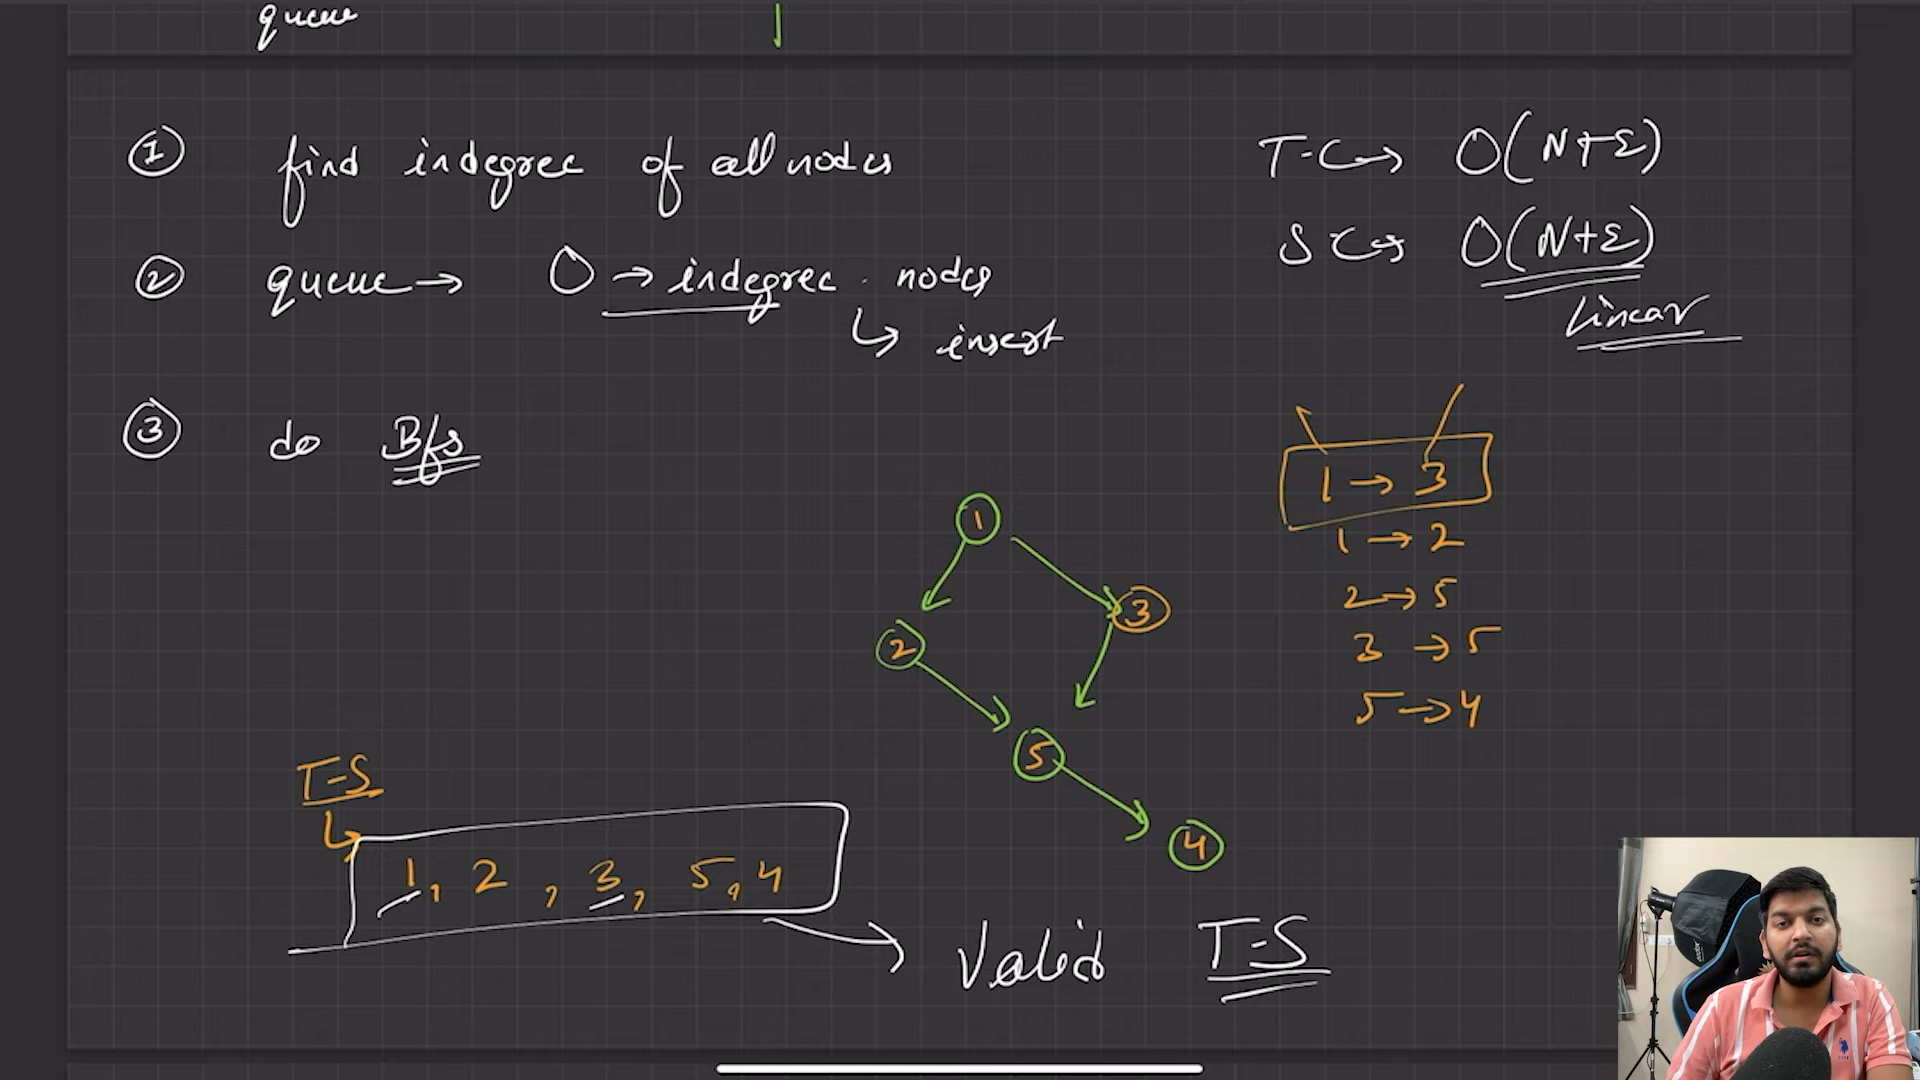 queue
① find indegree of all nodes
② queue → 0 → indegree nodes
↳ insert
③ do Bfs
T-C → O(N+E)
SC → O(N+E)
Linear
1 → 3
1 → 2
2 → 5
3 → 5
5 → 4
1
2
3
5
4
T-S
1, 2, 3, 5, 4
Valid T-S